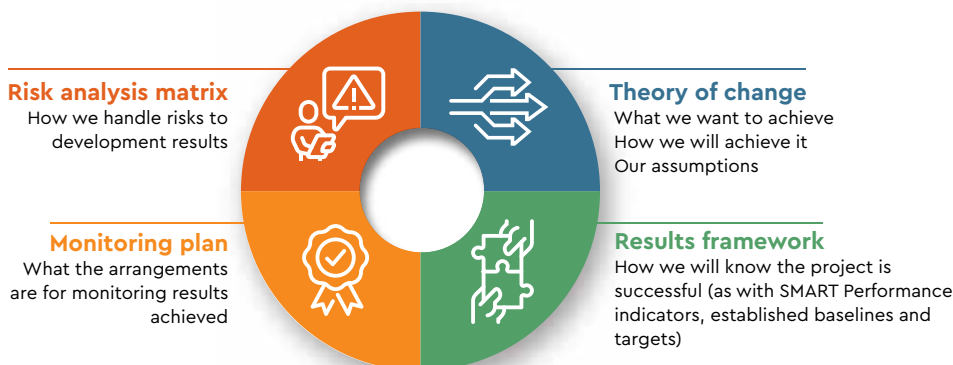 Risk analysis matrix
How we handle risks to
development results
Theory of change
What we want to achieve
How we will achieve it
Our assumptions
Monitoring plan
What the arrangements
are for monitoring results
achieved
Results framework
How we will know the project is
successful (as with SMART Performance
indicators, established baselines and
targets)